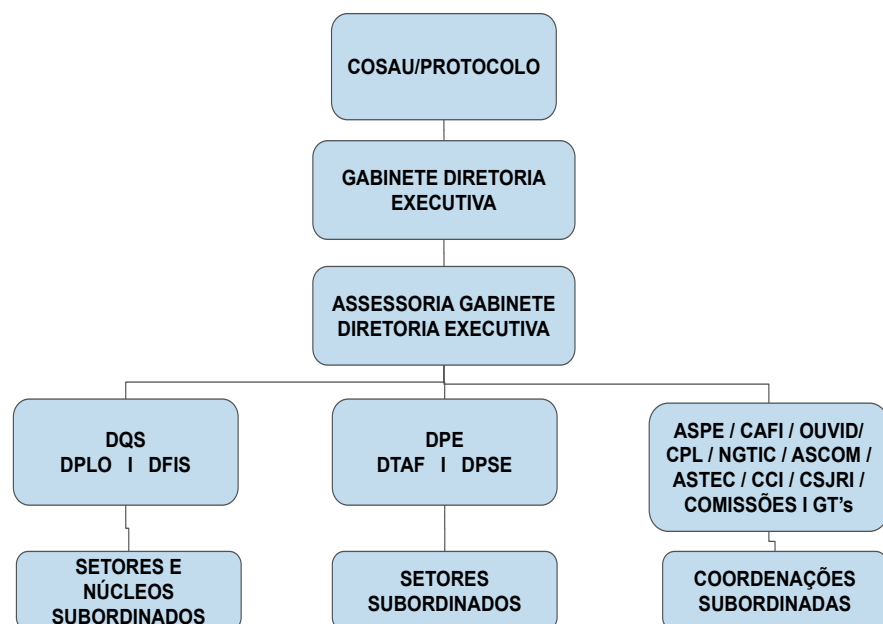 COSAU/PROTOCOLO
GABINETE DIRETORIA
EXECUTIVA
ASSESSORIA GABINETE
DIRETORIA EXECUTIVA
DQS
DPLO I DFIS
DPE
DTAF I DPSE
ASPE / CAFI / OUVID/
CPL / NGTIC / ASCOM /
ASTEC / CCI / CSJRI /
COMISSÕES I GT’s
SETORES E
NÚCLEOS
SUBORDINADOS
SETORES
SUBORDINADOS
COORDENAÇÕES
SUBORDINADAS